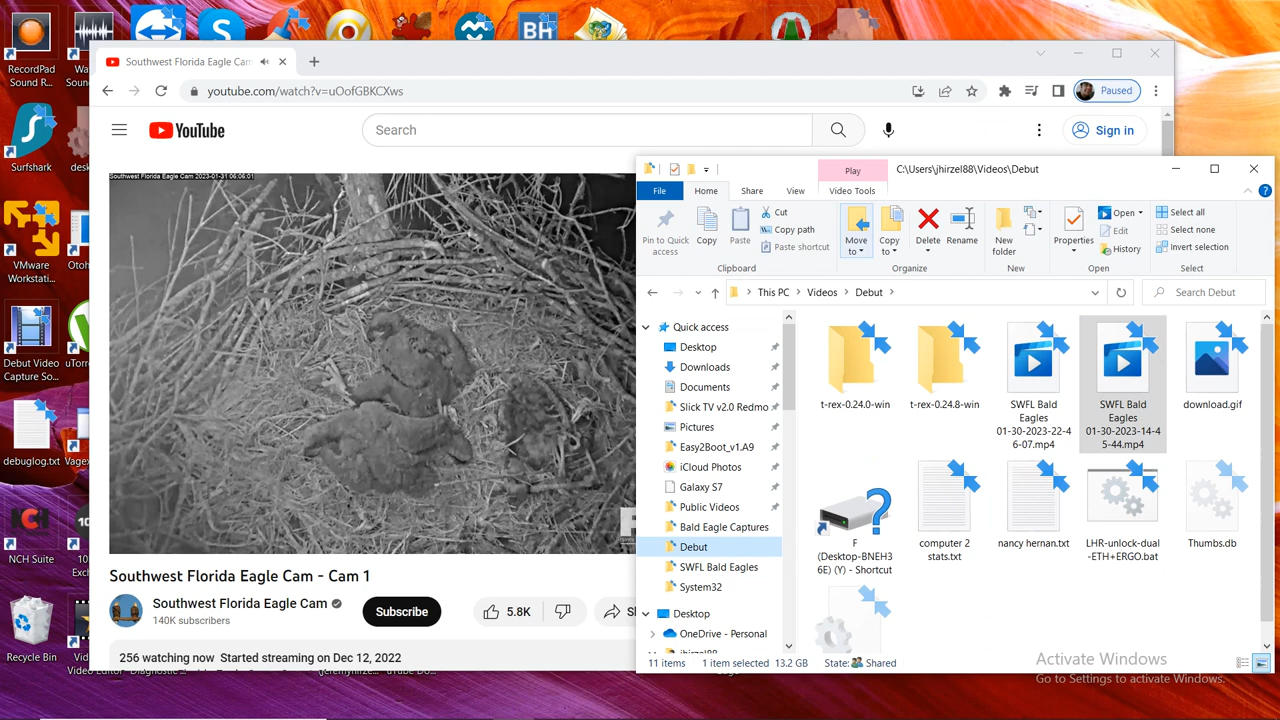 RecordPad
Sound R...
Surfshark
VMware
Workstati...
Debut Video
Capture So...
debuglog.txt
NCH Suite
Recycle Bin
BH
Southwest Florida Eagle Cam
youtube.com/watch?v=uOofGBKCXws
Paused
YouTube
Search
Sign in
Southwest Florida Eagle Cam 2023-01-31 06:06:01
Southwest Florida Eagle Cam - Cam 1
Southwest Florida Eagle Cam
140K subscribers
Subscribe
5.8K
256 watching now Started streaming on Dec 12, 2022
Play
C:\Users\jhirzel88\Videos\Debut
File
Home
Share
View
Video Tools
Pin to Quick
access
Copy
Paste
Cut
Copy path
Paste shortcut
Clipboard
Move
to
Copy
to
Delete
Rename
Organize
New
folder
New
Properties
Open
Edit
History
Open
Select all
Select none
Invert selection
Select
This PC
Videos
Debut
Search Debut
Quick access
Desktop
Downloads
Documents
Slick TV v2.0 Redmo
Pictures
Easy2Boot_v1.A9
iCloud Photos
Galaxy S7
Public Videos
Bald Eagle Captures
Debut
SWFL Bald Eagles
System32
Desktop
OneDrive - Personal
jhirzel88
t-rex-0.24.0-win
t-rex-0.24.8-win
SWFL Bald
Eagles
01-30-2023-22-4
6-07.mp4
SWFL Bald
Eagles
01-30-2023-14-4
5-44.mp4
download.gif
F
(Desktop-BNEH3
6E) (Y) - Shortcut
computer 2
stats.txt
nancy hernan.txt
LHR-unlock-dual
-ETH+ERGO.bat
Thumbs.db
11 items
1 item selected
13.2 GB
State:
Shared
Activate Windows
Go to Settings to activate Windows.